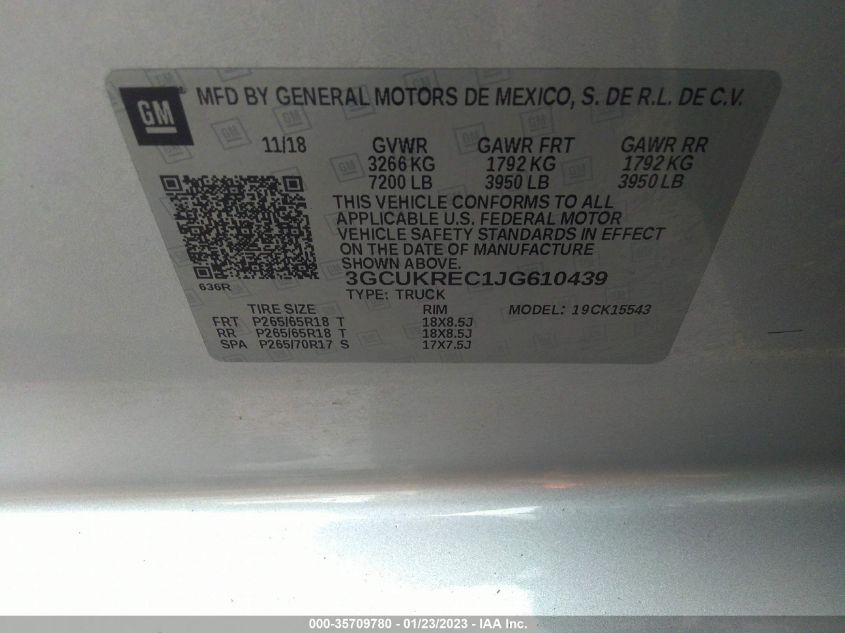 GM
MFD BY GENERAL MOTORS DE MEXICO, S. DE R.L. DE C.V.
11/18 GVWR GAWR FRT GAWR RR
3266 KG 1792 KG 1792 KG
7200 LB 3950 LB 3950 LB
THIS VEHICLE CONFORMS TO ALL
APPLICABLE U.S. FEDERAL MOTOR
VEHICLE SAFETY STANDARDS IN EFFECT
ON THE DATE OF MANUFACTURE
SHOWN ABOVE.
636R
3GCUKREC1JG610439
TYPE: TRUCK
TIRE SIZE RIM MODEL: 19CK15543
FRT P265/65R18 T 18X8.5J
RR P265/65R18 T 18X8.5J
SPA P265/70R17 S 17X7.5J
000-35709780 — 01/23/2023 — IAA Inc.